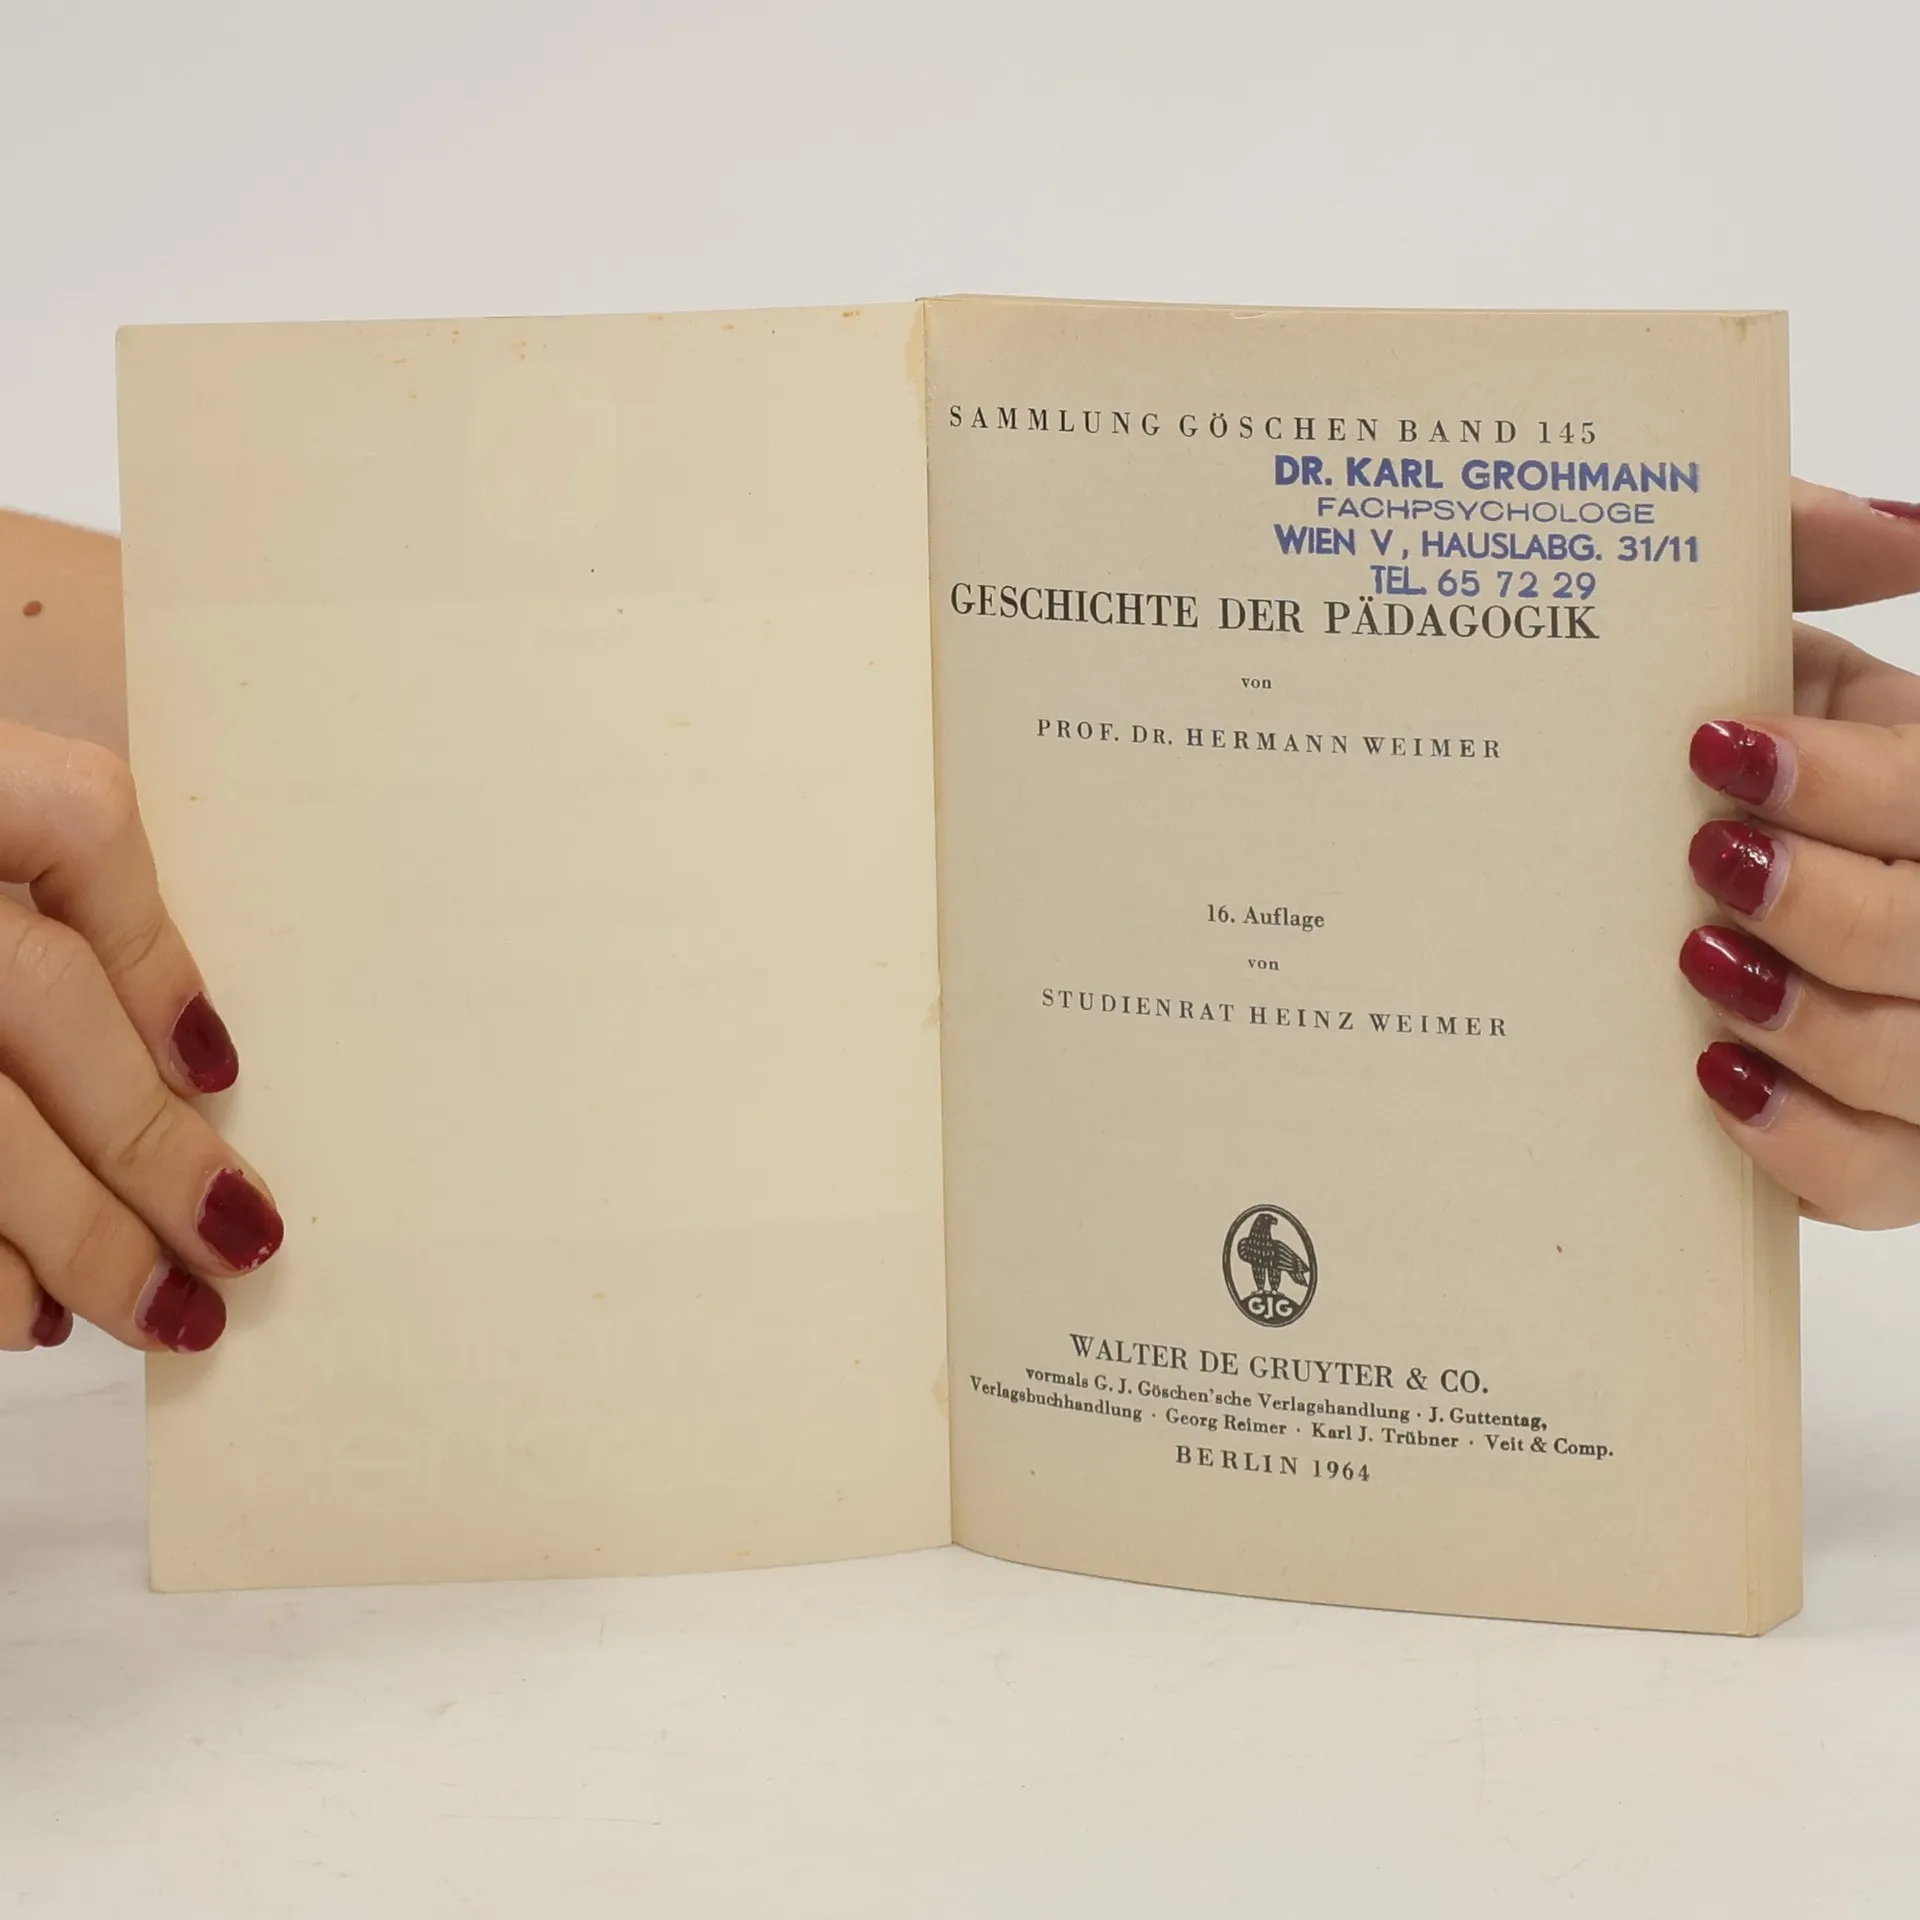 SAMMLUNG GÖSCHEN BAND 145
DR. KARL GROHMANN
FACHPSYCHOLOGE
WIEN V, HAUSLABG. 31/11
TEL. 65 72 29
GESCHICHTE DER PÄDAGOGIK
von
PROF. DR. HERMANN WEIMER
16. Auflage
von
STUDIENRAT HEINZ WEIMER
GJG
WALTER DE GRUYTER & CO.
vormals G. J. Göschen'sche Verlagshandlung · J. Guttentag,
Verlagsbuchhandlung · Georg Reimer · Karl J. Trübner · Veit & Comp.
BERLIN 1964